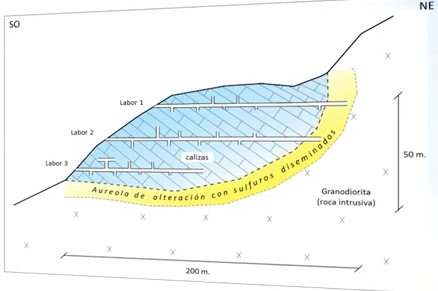 SO
NE
Labor 1
Labor 2
Labor 3
calizas
50 m.
Aureola de alteración con sulfuros diseminados
Granodiorita
(roca intrusiva)
200 m.